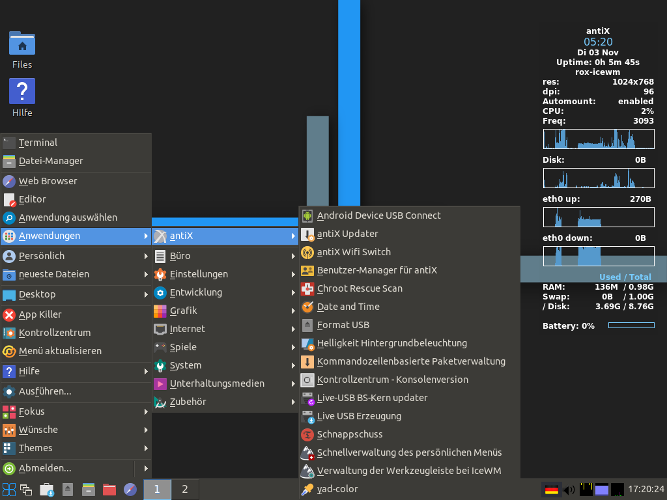 Files
Hilfe
Terminal
Datei-Manager
Web Browser
Editor
Anwendung auswählen
Anwendungen
Persönlich
neueste Dateien
Desktop
App Killer
Kontrollzentrum
Menü aktualisieren
Hilfe
Ausführen...
Fokus
Wünsche
Themes
Abmelden...
antiX
Büro
Einstellungen
Entwicklung
Grafik
Internet
Spiele
System
Unterhaltungsmedien
Zubehör
Android Device USB Connect
antiX Updater
antiX Wifi Switch
Benutzer-Manager für antiX
Chroot Rescue Scan
Date and Time
Format USB
Helligkeit Hintergrundbeleuchtung
Kommandozeilenbasierte Paketverwaltung
Kontrollzentrum - Konsolenversion
Live-USB BS-Kern updater
Live USB Erzeugung
Schnappschuss
Schnellverwaltung des persönlichen Menüs
Verwaltung der Werkzeugleiste bei IceWM
yad-color
antiX
05:20
Di 03 Nov
Uptime: 0h 5m 45s
rox-icewm
res: 1024x768
dpi: 96
Automount: enabled
CPU: 2%
Freq: 3093
Disk: 0B
eth0 up: 270B
eth0 down: 0B
Used / Total
RAM: 136M / 0.98G
Swap: 0B / 1.00G
/ Disk: 3.69G / 8.76G
Battery: 0%
1 2
17:20:24